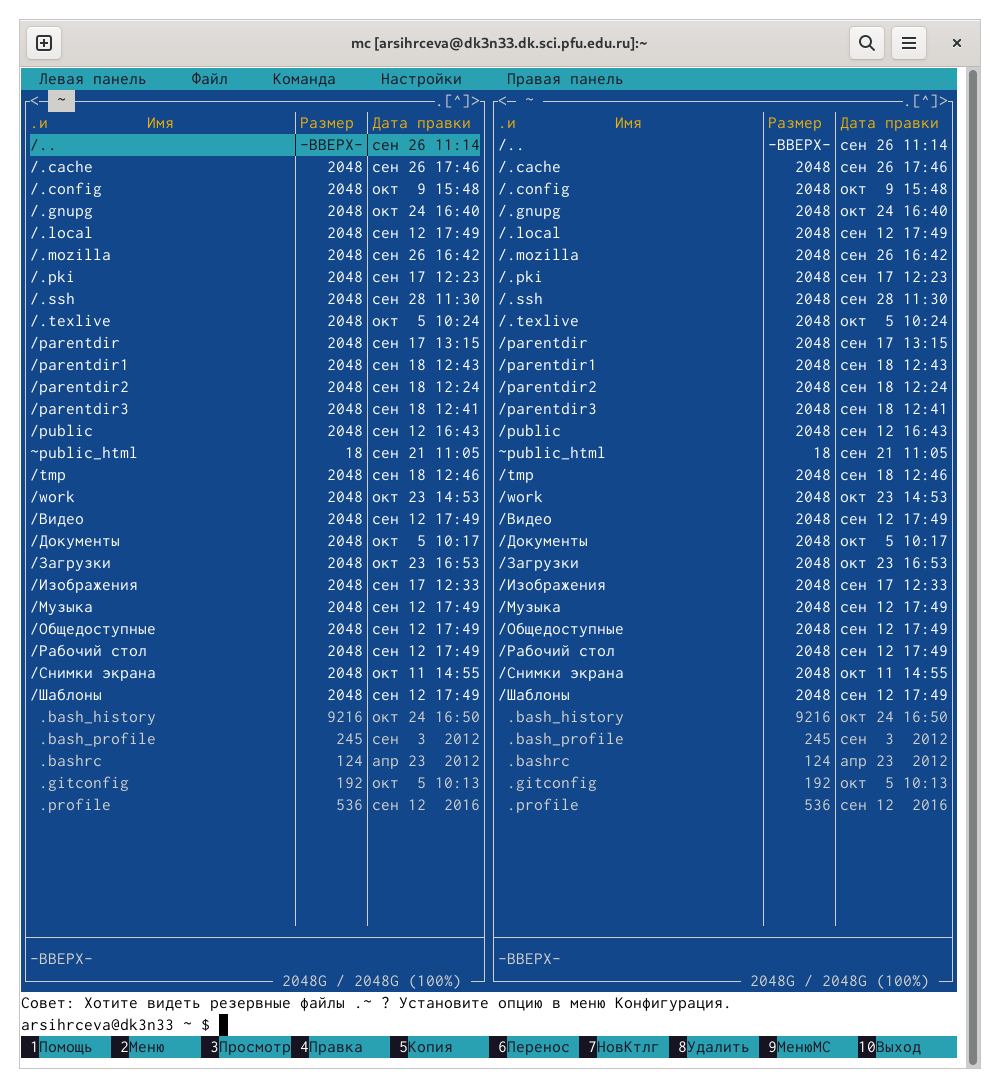 mc [arsihrceva@dk3n33.dk.sci.pfu.edu.ru]:~
Левая панель Файл Команда Настройки Правая панель
<─ ~ .[^]> <─ ~ .[^]>
.и Имя Размер Дата правки .и Имя Размер Дата правки
/.. -ВВЕРХ- сен 26 11:14 /.. -ВВЕРХ- сен 26 11:14
/.cache 2048 сен 26 17:46 /.cache 2048 сен 26 17:46
/.config 2048 окт 9 15:48 /.config 2048 окт 9 15:48
/.gnupg 2048 окт 24 16:40 /.gnupg 2048 окт 24 16:40
/.local 2048 сен 12 17:49 /.local 2048 сен 12 17:49
/.mozilla 2048 сен 26 16:42 /.mozilla 2048 сен 26 16:42
/.pki 2048 сен 17 12:23 /.pki 2048 сен 17 12:23
/.ssh 2048 сен 28 11:30 /.ssh 2048 сен 28 11:30
/.texlive 2048 окт 5 10:24 /.texlive 2048 окт 5 10:24
/parentdir 2048 сен 17 13:15 /parentdir 2048 сен 17 13:15
/parentdir1 2048 сен 18 12:43 /parentdir1 2048 сен 18 12:43
/parentdir2 2048 сен 18 12:24 /parentdir2 2048 сен 18 12:24
/parentdir3 2048 сен 18 12:41 /parentdir3 2048 сен 18 12:41
/public 2048 сен 12 16:43 /public 2048 сен 12 16:43
~public_html 18 сен 21 11:05 ~public_html 18 сен 21 11:05
/tmp 2048 сен 18 12:46 /tmp 2048 сен 18 12:46
/work 2048 окт 23 14:53 /work 2048 окт 23 14:53
/Видео 2048 сен 12 17:49 /Видео 2048 сен 12 17:49
/Документы 2048 окт 5 10:17 /Документы 2048 окт 5 10:17
/Загрузки 2048 окт 23 16:53 /Загрузки 2048 окт 23 16:53
/Изображения 2048 сен 17 12:33 /Изображения 2048 сен 17 12:33
/Музыка 2048 сен 12 17:49 /Музыка 2048 сен 12 17:49
/Общедоступные 2048 сен 12 17:49 /Общедоступные 2048 сен 12 17:49
/Рабочий стол 2048 сен 12 17:49 /Рабочий стол 2048 сен 12 17:49
/Снимки экрана 2048 окт 11 14:55 /Снимки экрана 2048 окт 11 14:55
/Шаблоны 2048 сен 12 17:49 /Шаблоны 2048 сен 12 17:49
.bash_history 9216 окт 24 16:50 .bash_history 9216 окт 24 16:50
.bash_profile 245 сен 3 2012 .bash_profile 245 сен 3 2012
.bashrc 124 апр 23 2012 .bashrc 124 апр 23 2012
.gitconfig 192 окт 5 10:13 .gitconfig 192 окт 5 10:13
.profile 536 сен 12 2016 .profile 536 сен 12 2016
-ВВЕРХ- -ВВЕРХ-
2048G / 2048G (100%) 2048G / 2048G (100%)
Совет: Хотите видеть резервные файлы .~ ? Установите опцию в меню Конфигурация.
arsihrceva@dk3n33 ~ $
1Помощь 2Меню 3Просмотр 4Правка 5Копия 6Перенос 7НовКтлг 8Удалить 9МенюМС 10Выход